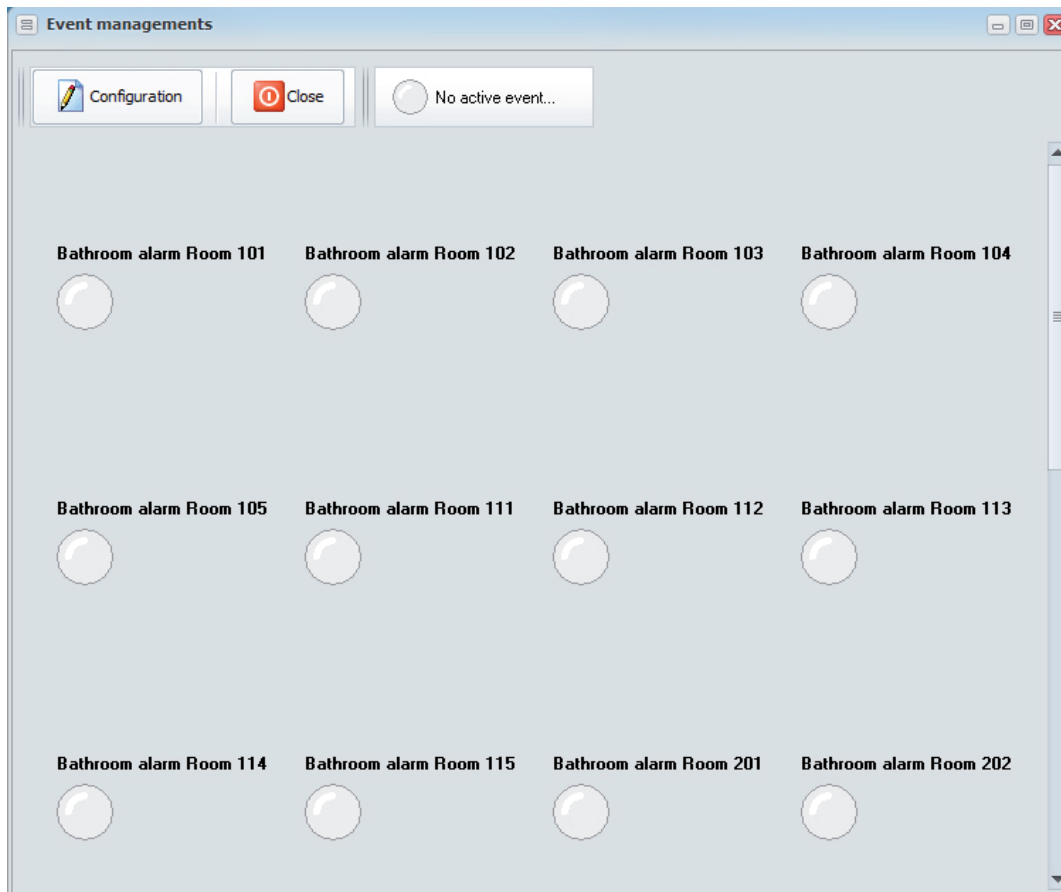 Event managements
Configuration
Close
No active event...
Bathroom alarm Room 101
Bathroom alarm Room 102
Bathroom alarm Room 103
Bathroom alarm Room 104
Bathroom alarm Room 105
Bathroom alarm Room 111
Bathroom alarm Room 112
Bathroom alarm Room 113
Bathroom alarm Room 114
Bathroom alarm Room 115
Bathroom alarm Room 201
Bathroom alarm Room 202